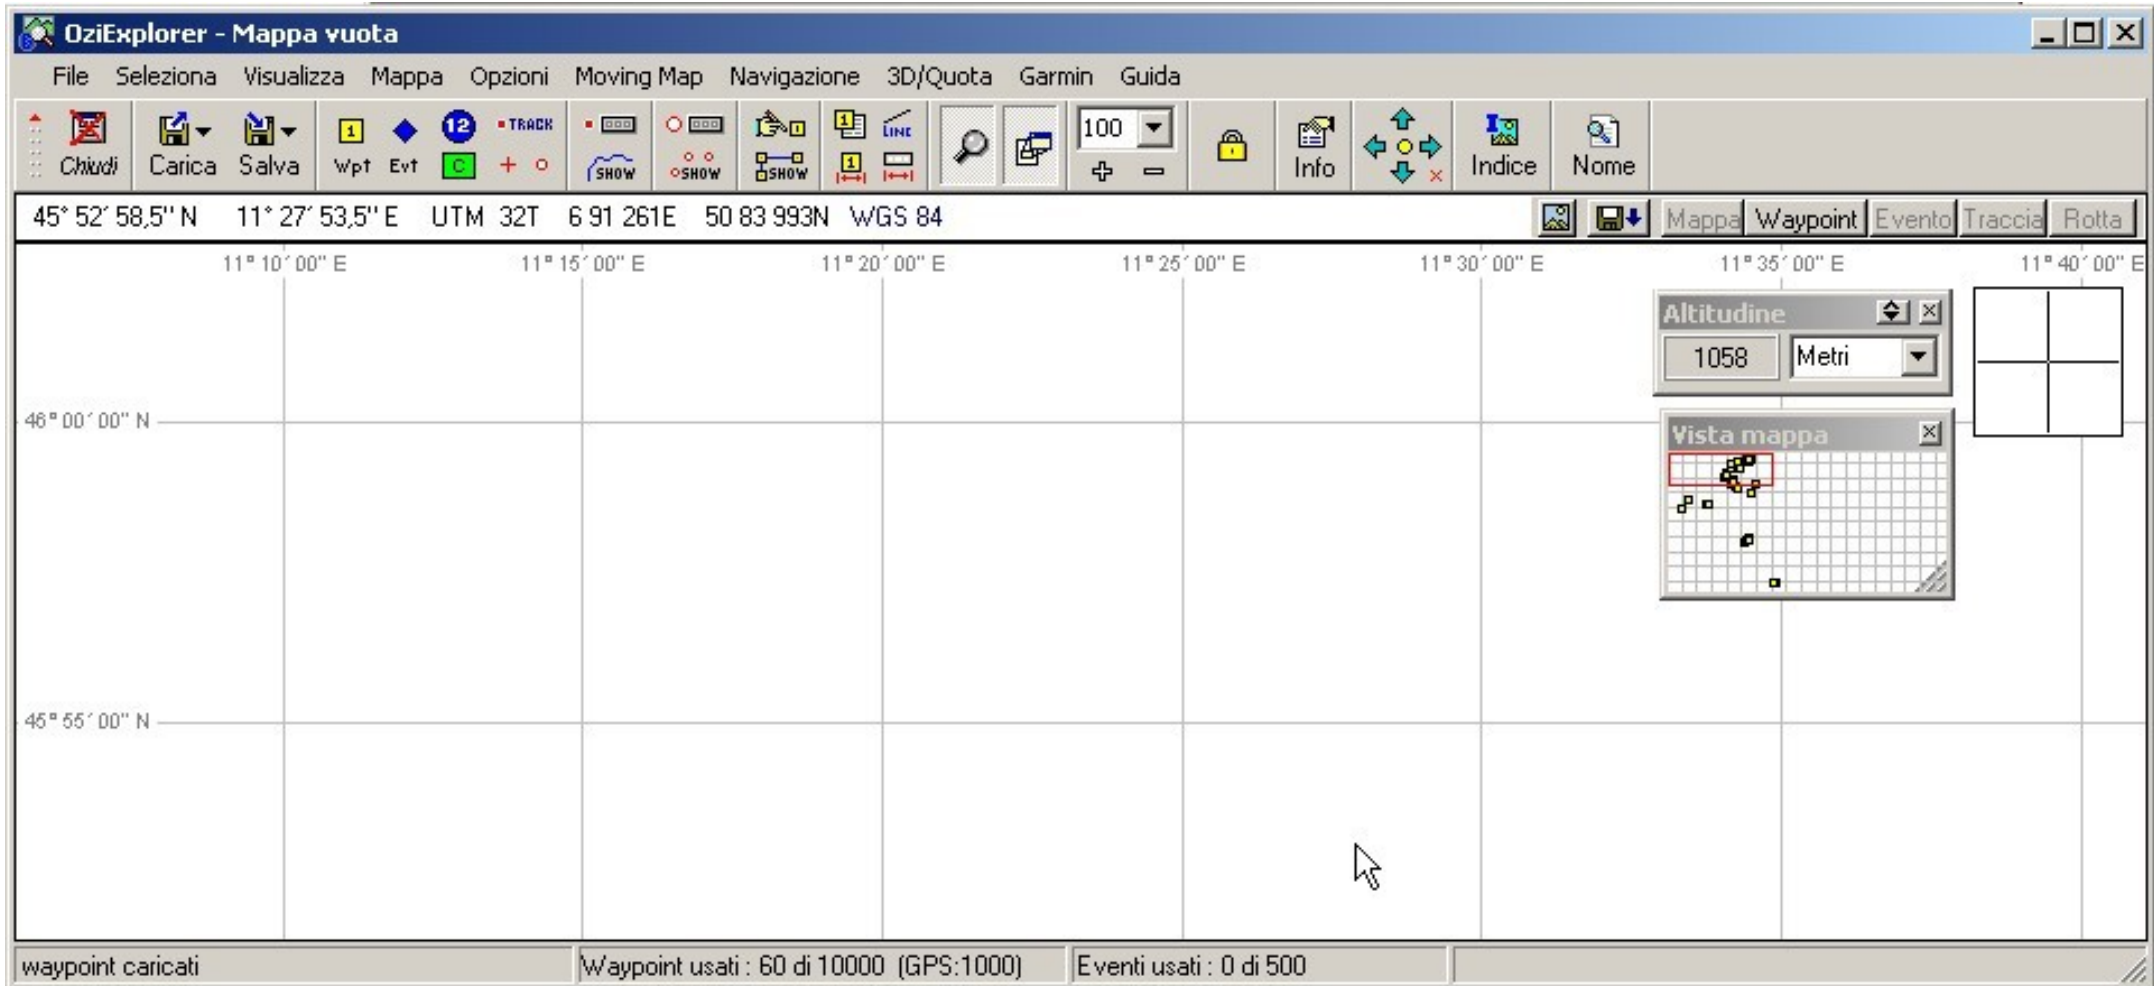 OziExplorer - Mappa vuota
File Seleziona Visualizza Mappa Opzioni Moving Map Navigazione 3D/Quota Garmin Guida
1 12 TRACK 1 LINE 100
Chiudi Carica Salva Wpt Evt C SHOW SHOW SHOW 1 Info Indice Nome
45° 52´ 58,5'' N 11° 27´ 53,5'' E UTM 32T 6 91 261E 50 83 993N WGS 84 Mappa Waypoint Evento Traccia Rotta
11° 10´ 00'' E 11° 15´ 00'' E 11° 20´ 00'' E 11° 25´ 00'' E 11° 30´ 00'' E 11° 35´ 00'' E 11° 40´ 00'' E
Altitudine
1058 Metri
46° 00´ 00'' N
Vista mappa
45° 55´ 00'' N
waypoint caricati Waypoint usati : 60 di 10000 (GPS:1000) Eventi usati : 0 di 500